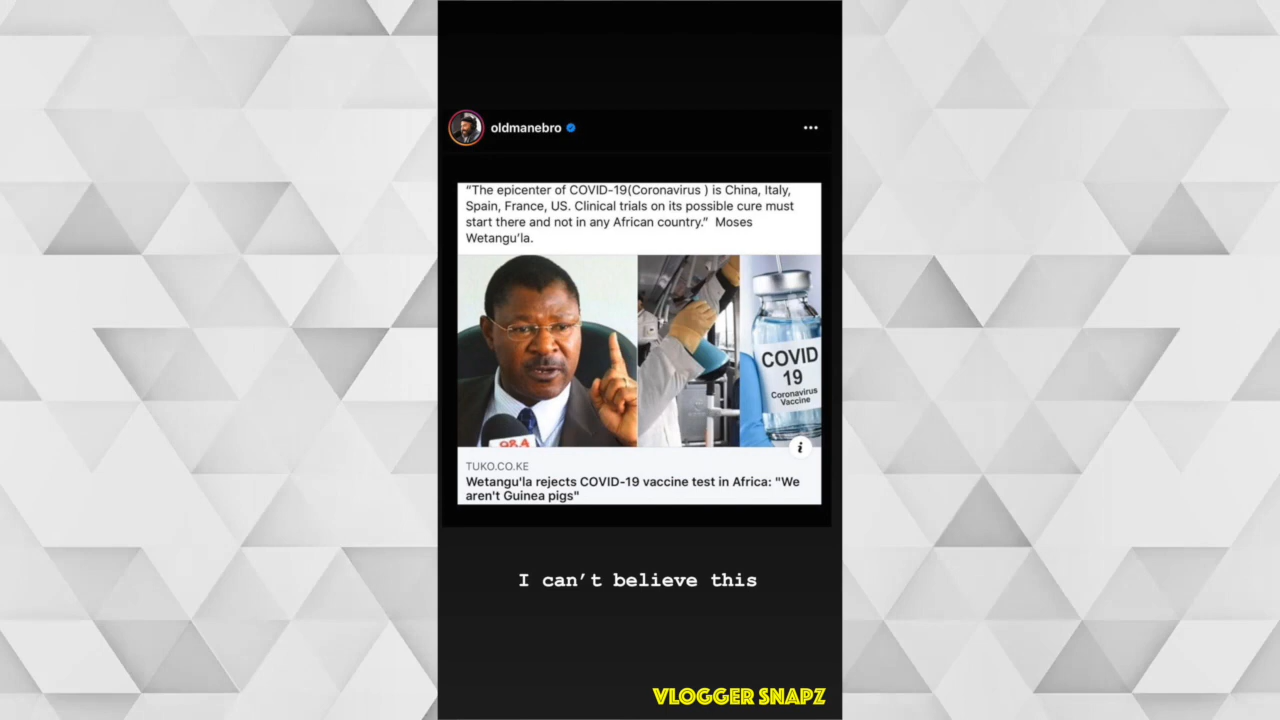 oldmanebro
“The epicenter of COVID-19(Coronavirus ) is China, Italy,
Spain, France, US. Clinical trials on its possible cure must
start there and not in any African country.”  Moses
Wetangu’la.
Q&A
COVID
19
Coronavirus
Vaccine
i
TUKO.CO.KE
Wetangu'la rejects COVID-19 vaccine test in Africa: "We
aren't Guinea pigs"
I can’t believe this
VLOGGER SNAPZ